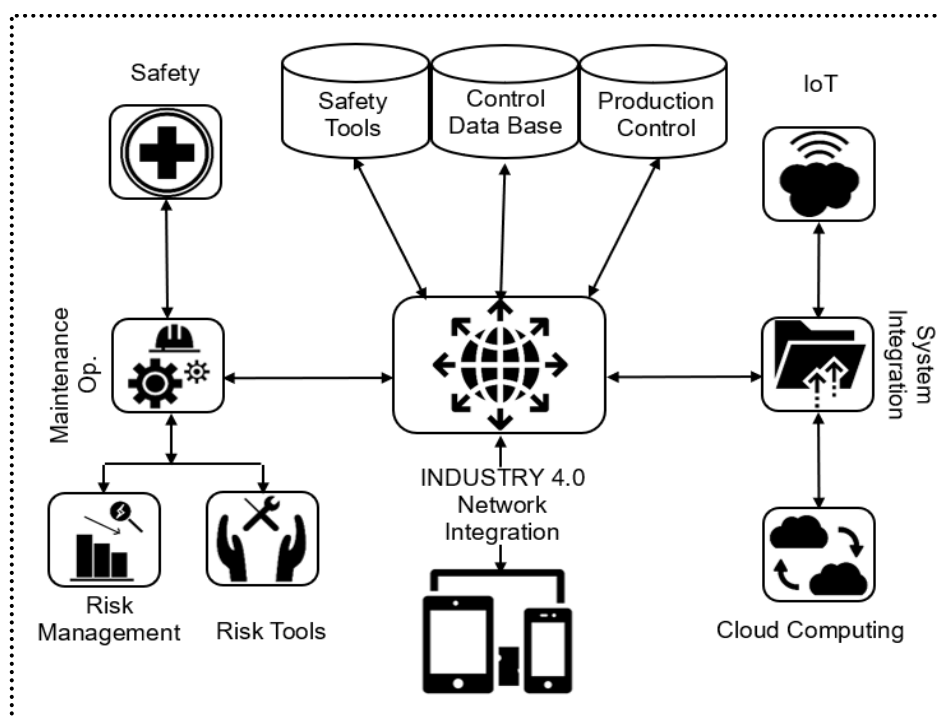 Safety
Safety
Tools
Control
Data Base
Production
Control
IoT
Maintenance
Op.
System
Integration
INDUSTRY 4.0
Network
Integration
Risk
Management
Risk Tools
Cloud Computing